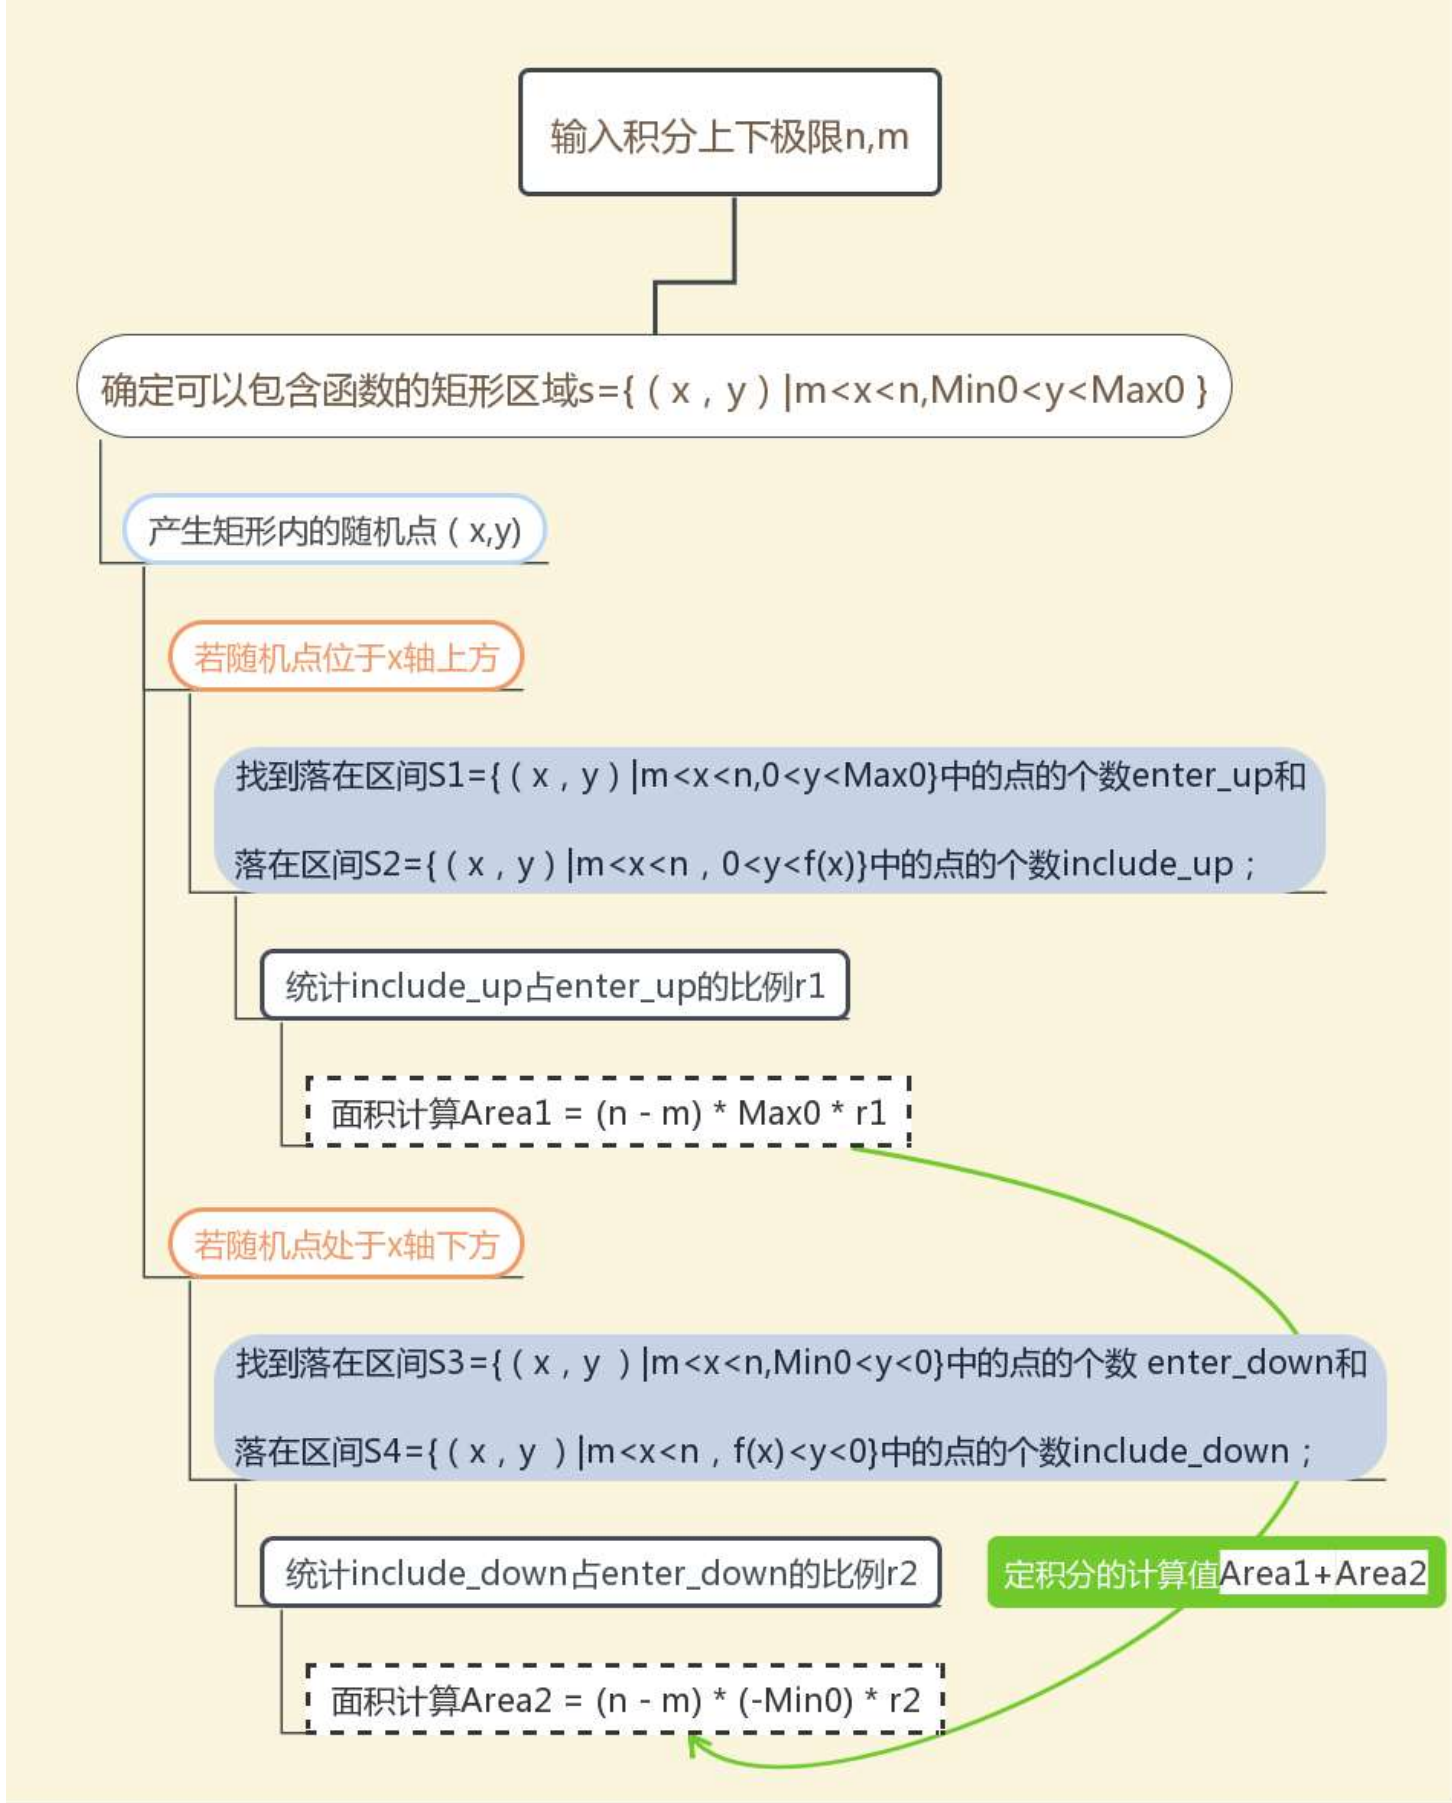 输入积分上下极限n,m
确定可以包含函数的矩形区域s={（x，y）|m<x<n,Min0<y<Max0 }
产生矩形内的随机点（x,y)
若随机点位于x轴上方
找到落在区间S1={（x，y）|m<x<n,0<y<Max0}中的点的个数enter_up和
落在区间S2={（x，y）|m<x<n，0<y<f(x)}中的点的个数include_up；
统计include_up占enter_up的比例r1
面积计算Area1 = (n - m) * Max0 * r1
若随机点处于x轴下方
找到落在区间S3={（x，y ）|m<x<n,Min0<y<0}中的点的个数 enter_down和
落在区间S4={（x，y ）|m<x<n，f(x)<y<0}中的点的个数include_down；
统计include_down占enter_down的比例r2
定积分的计算值Area1+Area2
面积计算Area2 = (n - m) * (-Min0) * r2